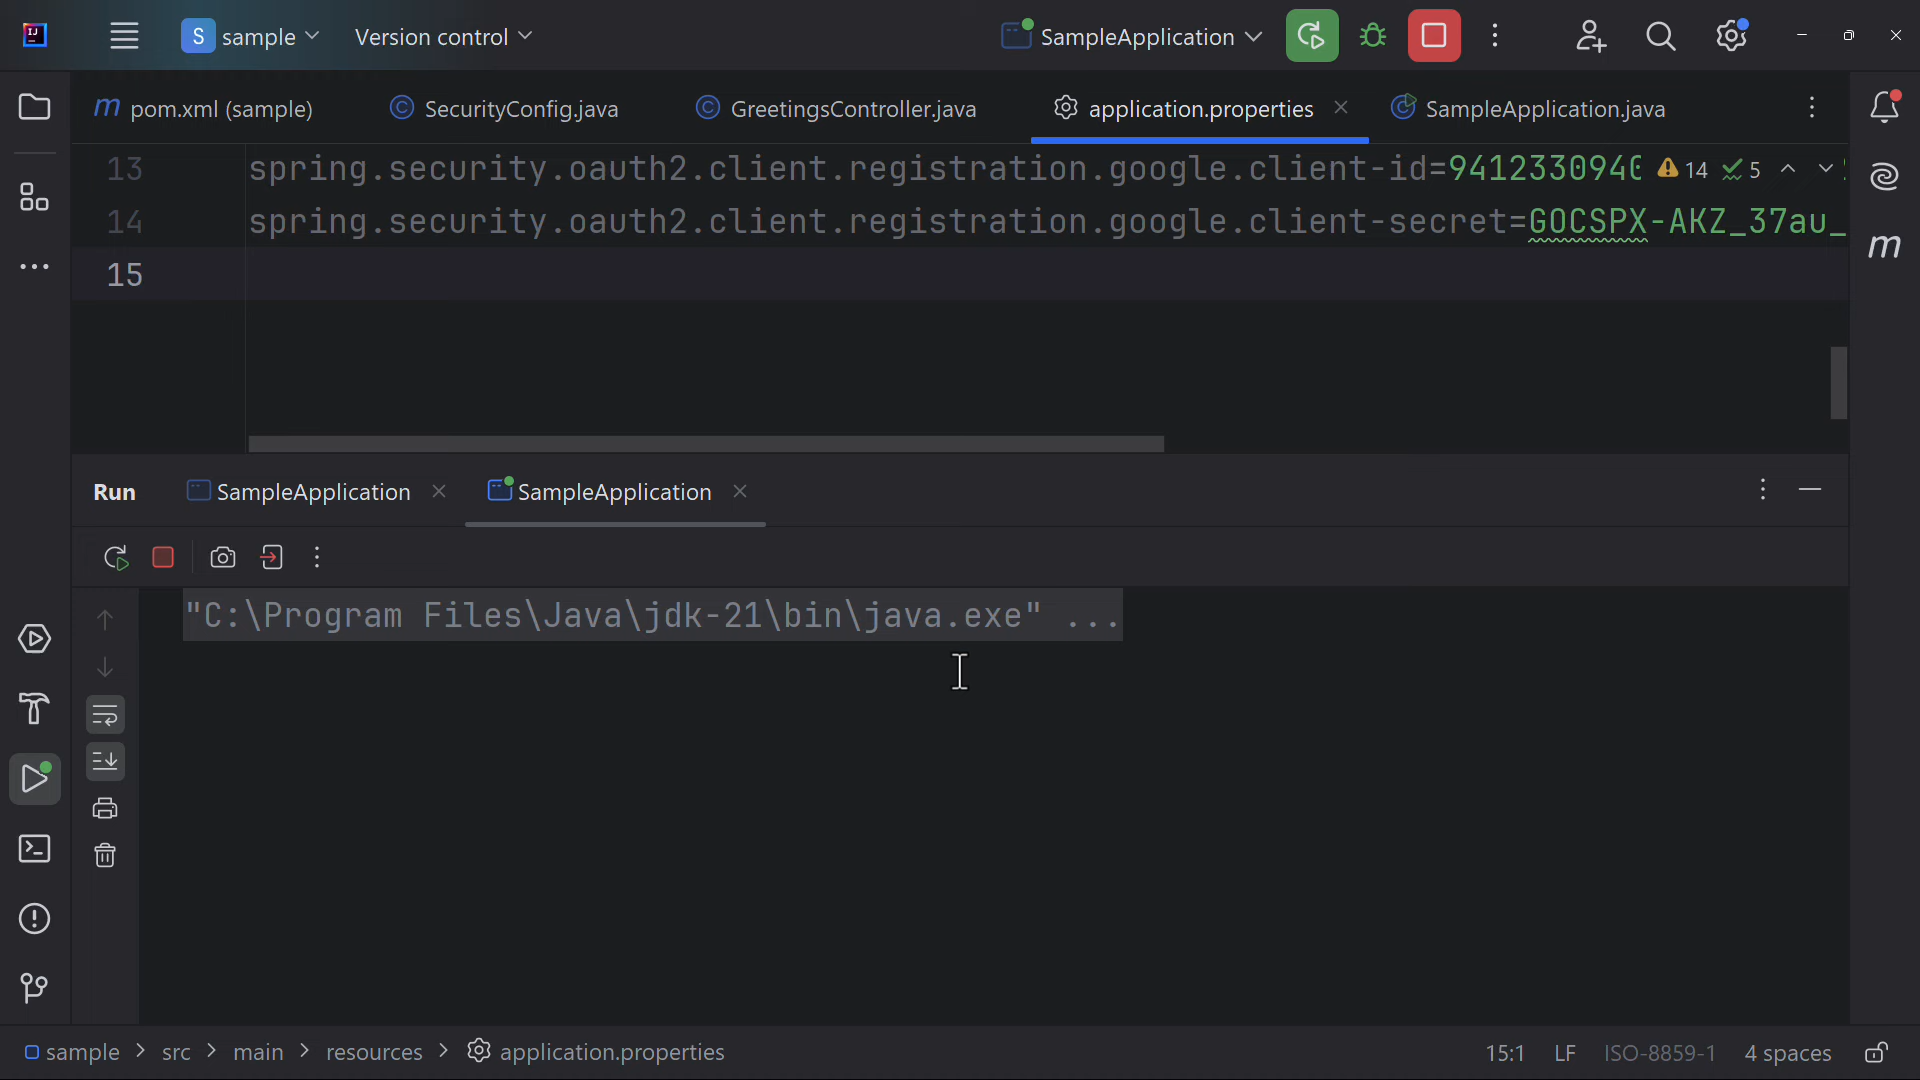 S sample Version control SampleApplication
pom.xml (sample) SecurityConfig.java GreetingsController.java application.properties SampleApplication.java
13 spring.security.oauth2.client.registration.google.client-id=9412330940 14 5
14 spring.security.oauth2.client.registration.google.client-secret=GOCSPX-AKZ_37au_
15
Run SampleApplication SampleApplication
"C:\Program Files\Java\jdk-21\bin\java.exe" ...
sample > src > main > resources > application.properties 15:1 LF ISO-8859-1 4 spaces